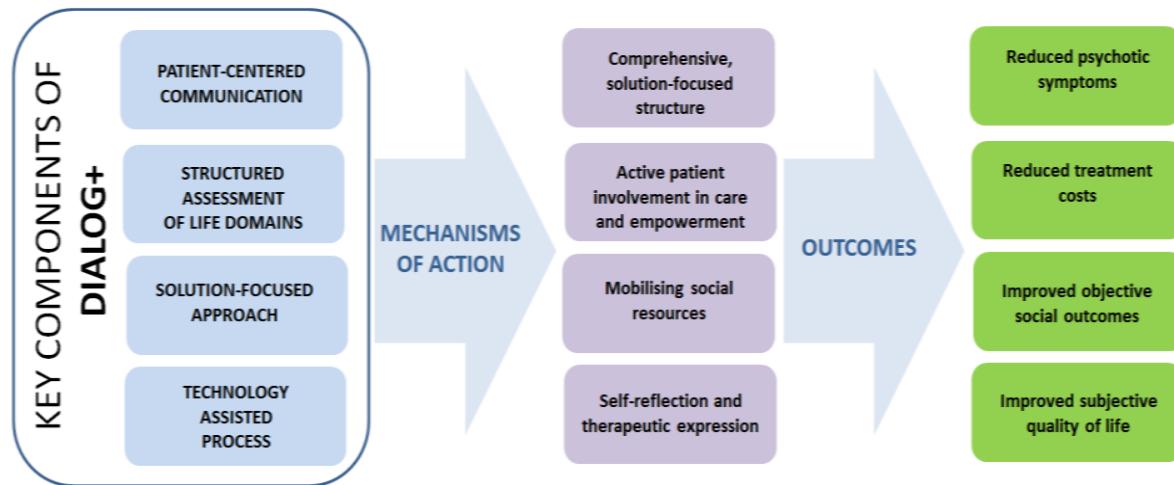 KEY COMPONENTS OF
DIALOG+
PATIENT-CENTERED
COMMUNICATION
STRUCTURED
ASSESSMENT
OF LIFE DOMAINS
SOLUTION-FOCUSED
APPROACH
TECHNOLOGY
ASSISTED
PROCESS
MECHANISMS
OF ACTION
Comprehensive,
solution-focused
structure
Active patient
involvement in care
and empowerment
Mobilising social
resources
Self-reflection and
therapeutic expression
OUTCOMES
Reduced psychotic
symptoms
Reduced treatment
costs
Improved objective
social outcomes
Improved subjective
quality of life